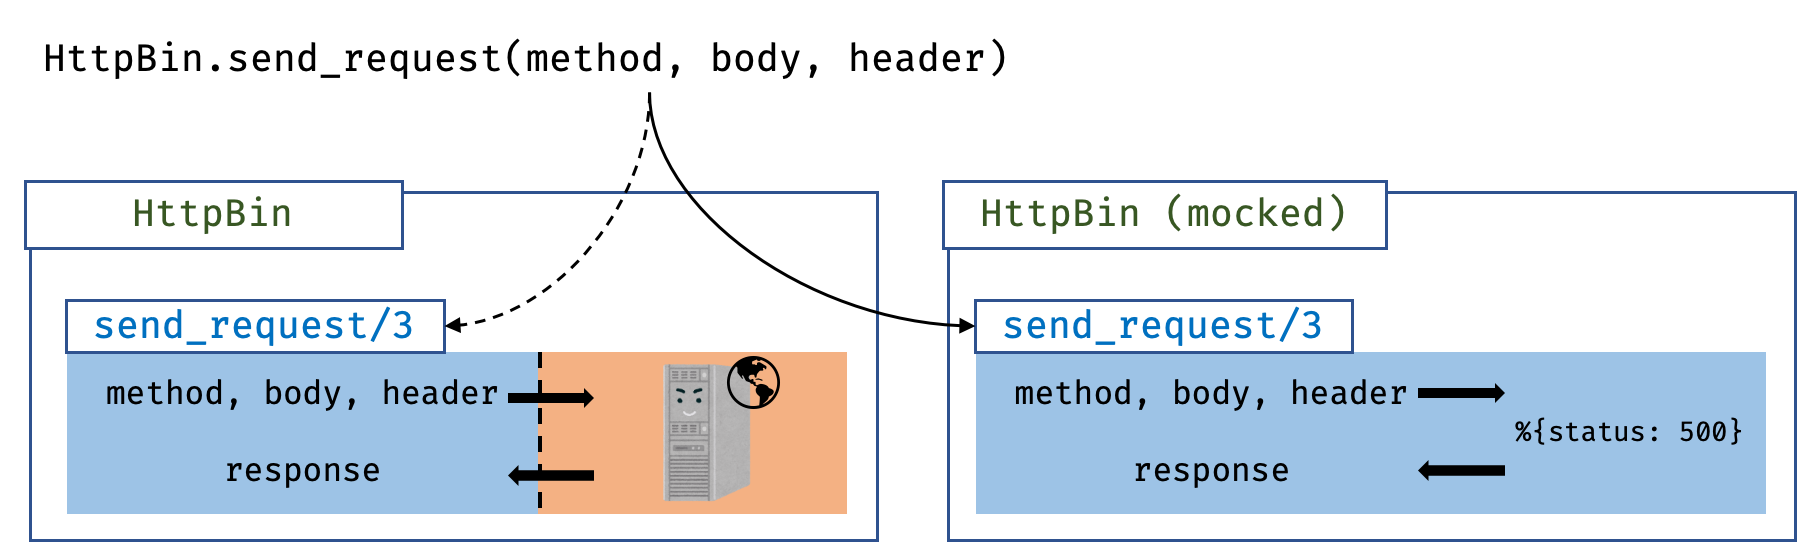 HttpBin.send_request(method, body, header)
HttpBin
send_request/3
method, body, header
response
HttpBin (mocked)
send_request/3
method, body, header
%{status: 500}
response